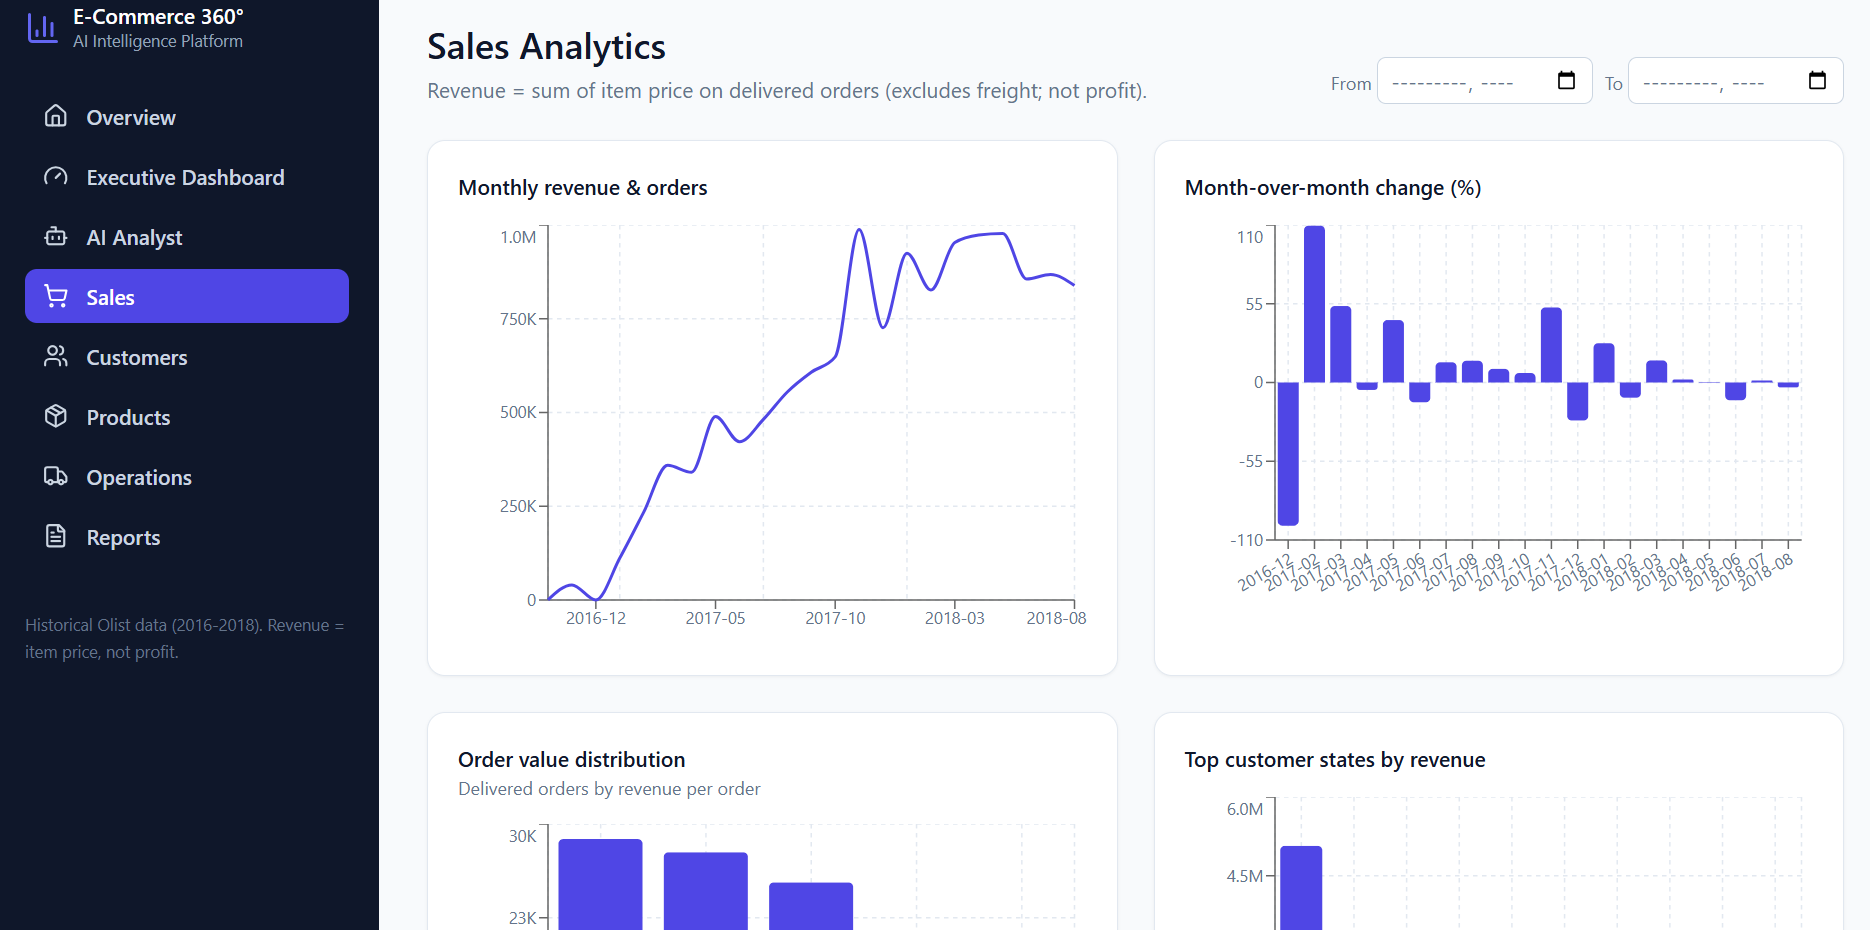 E-Commerce 360°
AI Intelligence Platform
Overview
Executive Dashboard
AI Analyst
Sales
Customers
Products
Operations
Reports
Historical Olist data (2016-2018). Revenue =
item price, not profit.
Sales Analytics
Revenue = sum of item price on delivered orders (excludes freight; not profit).
From ---------, ---- To ---------, ----
Monthly revenue & orders
1.0M
750K
500K
250K
0
2016-12 2017-05 2017-10 2018-03 2018-08
Month-over-month change (%)
110
55
0
-55
-110
2016-12 2017-02 2017-03 2017-04 2017-05 2017-06 2017-07 2017-08 2017-09 2017-10 2017-11 2017-12 2018-01 2018-02 2018-03 2018-04 2018-05 2018-06 2018-07 2018-08
Order value distribution
Delivered orders by revenue per order
30K
23K
Top customer states by revenue
6.0M
4.5M